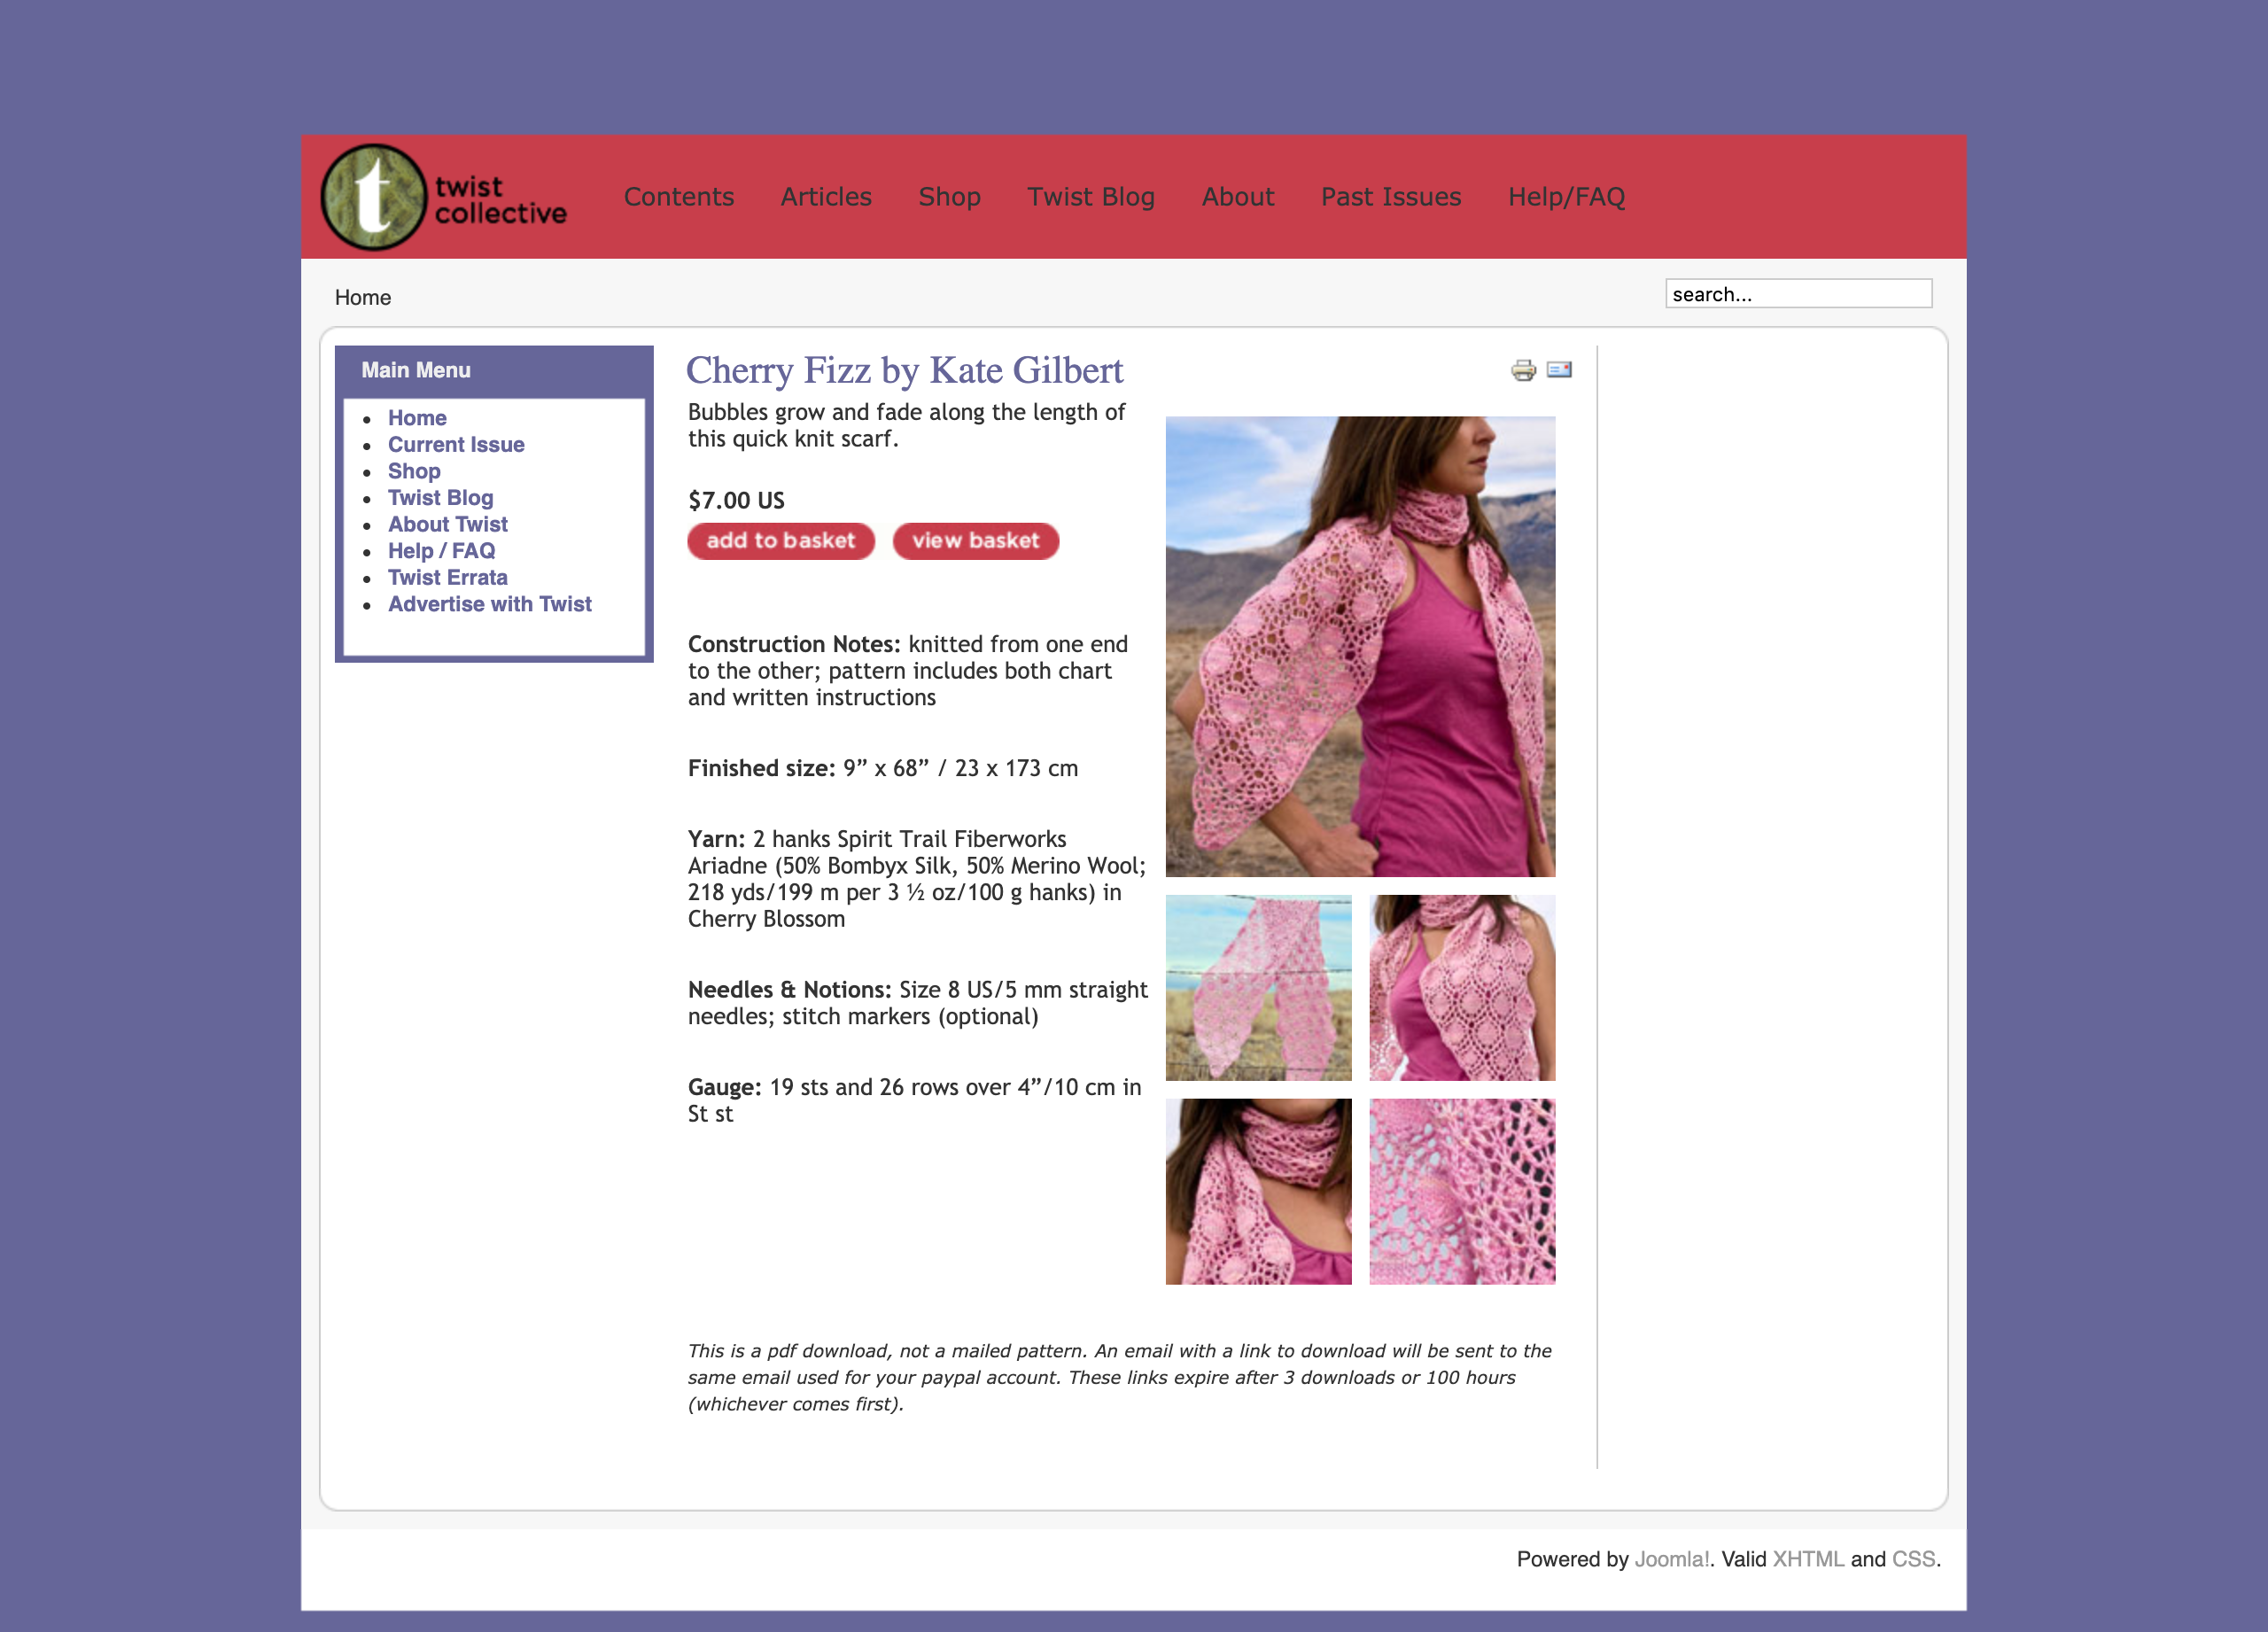 t
twist
collective
Contents Articles Shop Twist Blog About Past Issues Help/FAQ
Home
search...
Main Menu
Home
Current Issue
Shop
Twist Blog
About Twist
Help / FAQ
Twist Errata
Advertise with Twist
Cherry Fizz by Kate Gilbert
Bubbles grow and fade along the length of
this quick knit scarf.
$7.00 US
add to basket view basket
Construction Notes: knitted from one end
to the other; pattern includes both chart
and written instructions
Finished size: 9” x 68” / 23 x 173 cm
Yarn: 2 hanks Spirit Trail Fiberworks
Ariadne (50% Bombyx Silk, 50% Merino Wool;
218 yds/199 m per 3 ½ oz/100 g hanks) in
Cherry Blossom
Needles & Notions: Size 8 US/5 mm straight
needles; stitch markers (optional)
Gauge: 19 sts and 26 rows over 4”/10 cm in
St st
This is a pdf download, not a mailed pattern. An email with a link to download will be sent to the
same email used for your paypal account. These links expire after 3 downloads or 100 hours
(whichever comes first).
Powered by Joomla!. Valid XHTML and CSS.